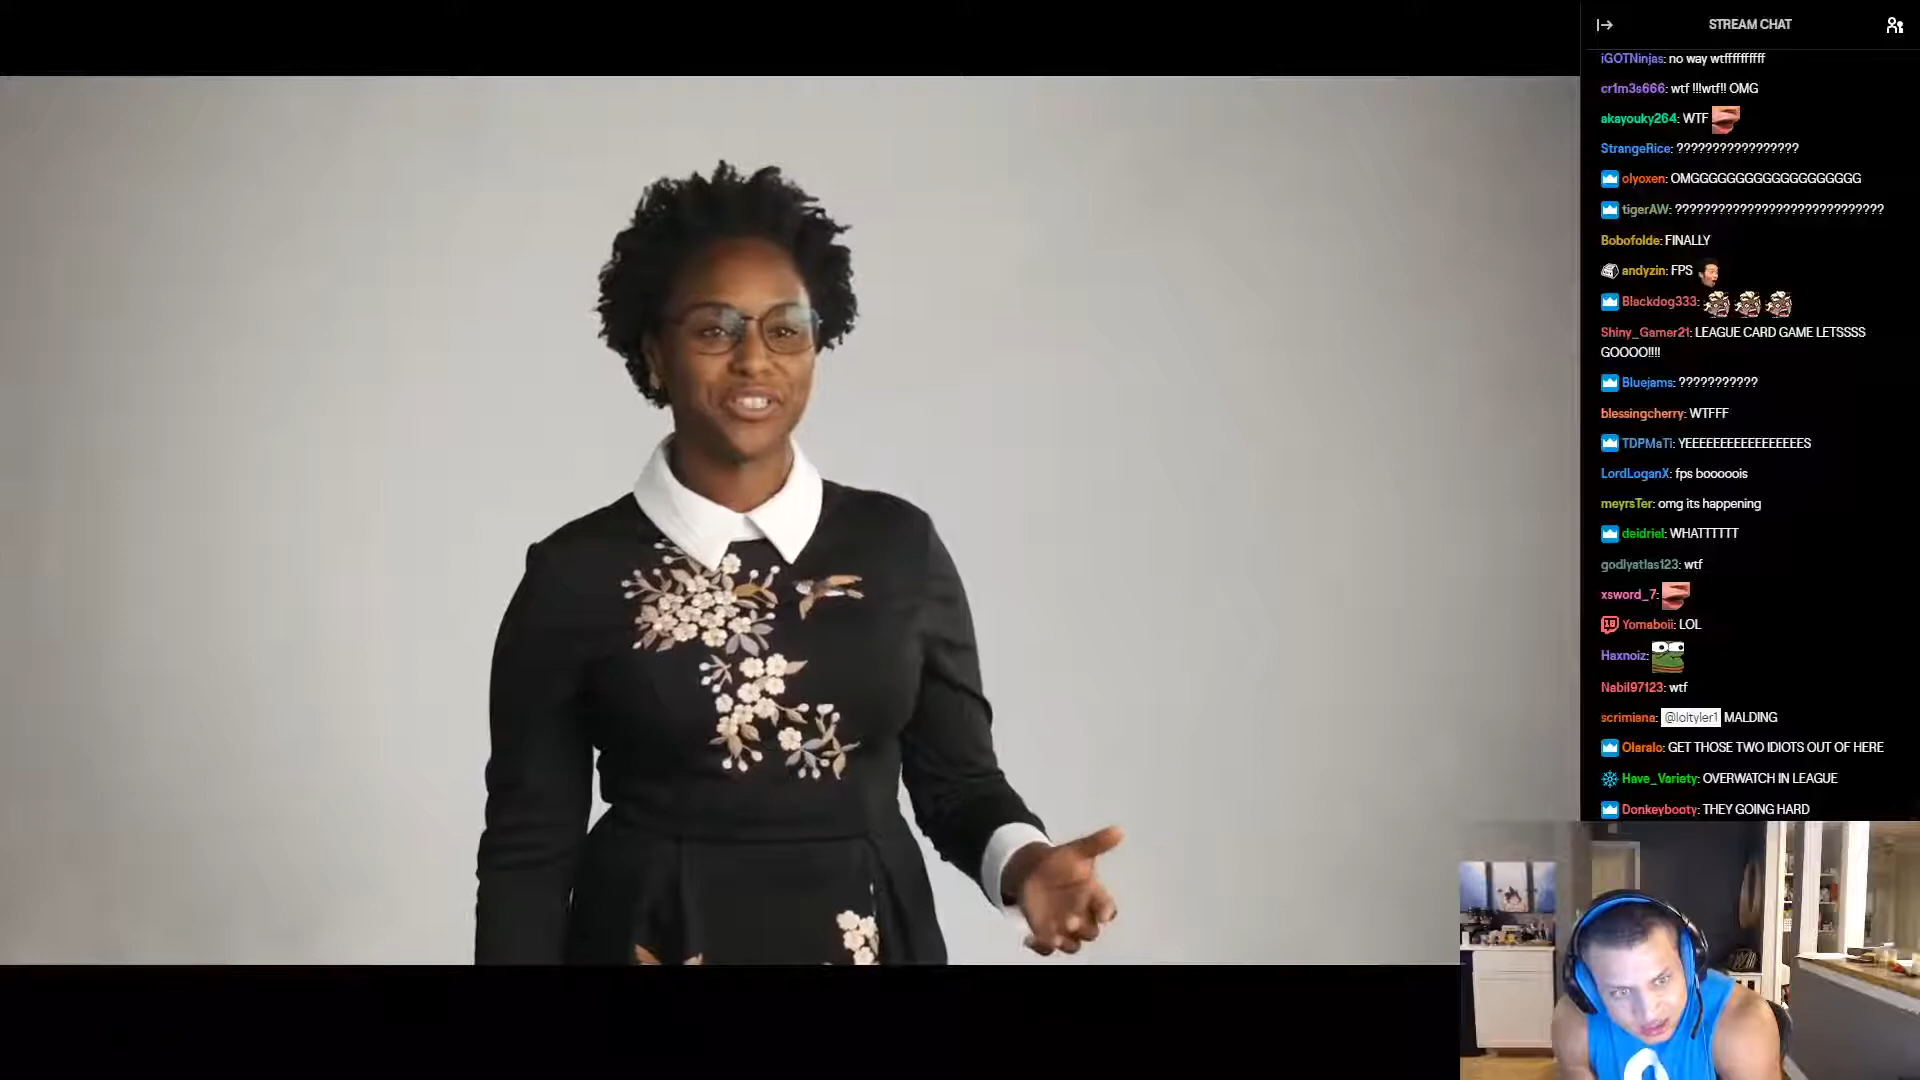 STREAM CHAT
iGOTNinjas: no way wtffffffffff
cr1m3s666: wtf !!!wtf!! OMG
akayouky264: WTF
StrangeRice: ?????????????????
olyoxen: OMGGGGGGGGGGGGGGGGGGG
tigerAW: ?????????????????????????????
Bobofolde: FINALLY
andyzin: FPS
Blackdog333:
Shiny_Gamer21: LEAGUE CARD GAME LETSSSS
GOOOO!!!!
Bluejams: ???????????
blessingcherry: WTFFF
TDPMaTi: YEEEEEEEEEEEEEEEEES
LordLoganX: fps booooois
meyrsTer: omg its happening
deidriel: WHATTTTTT
godlyatlas123: wtf
xsword_7:
Yomaboii: LOL
Haxnoiz:
Nabil97123: wtf
scrimiana: @loltyler1 MALDING
Olaralo: GET THOSE TWO IDIOTS OUT OF HERE
Have_Variety: OVERWATCH IN LEAGUE
Donkeybooty: THEY GOING HARD